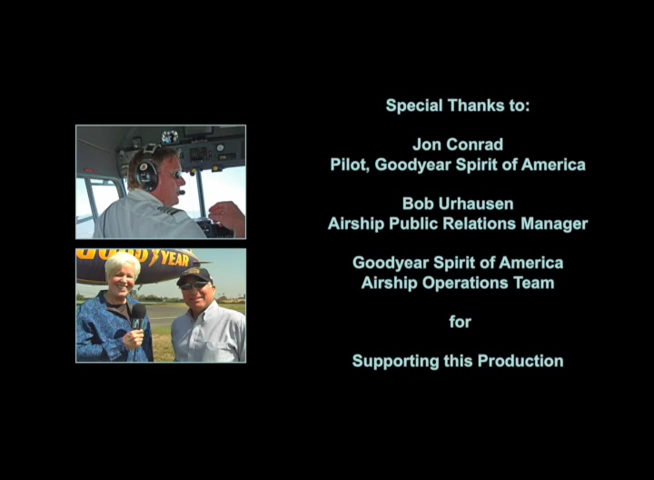 Special Thanks to:
Jon Conrad
Pilot, Goodyear Spirit of America
Bob Urhausen
Airship Public Relations Manager
Goodyear Spirit of America
Airship Operations Team
for
Supporting this Production
GOODYEAR